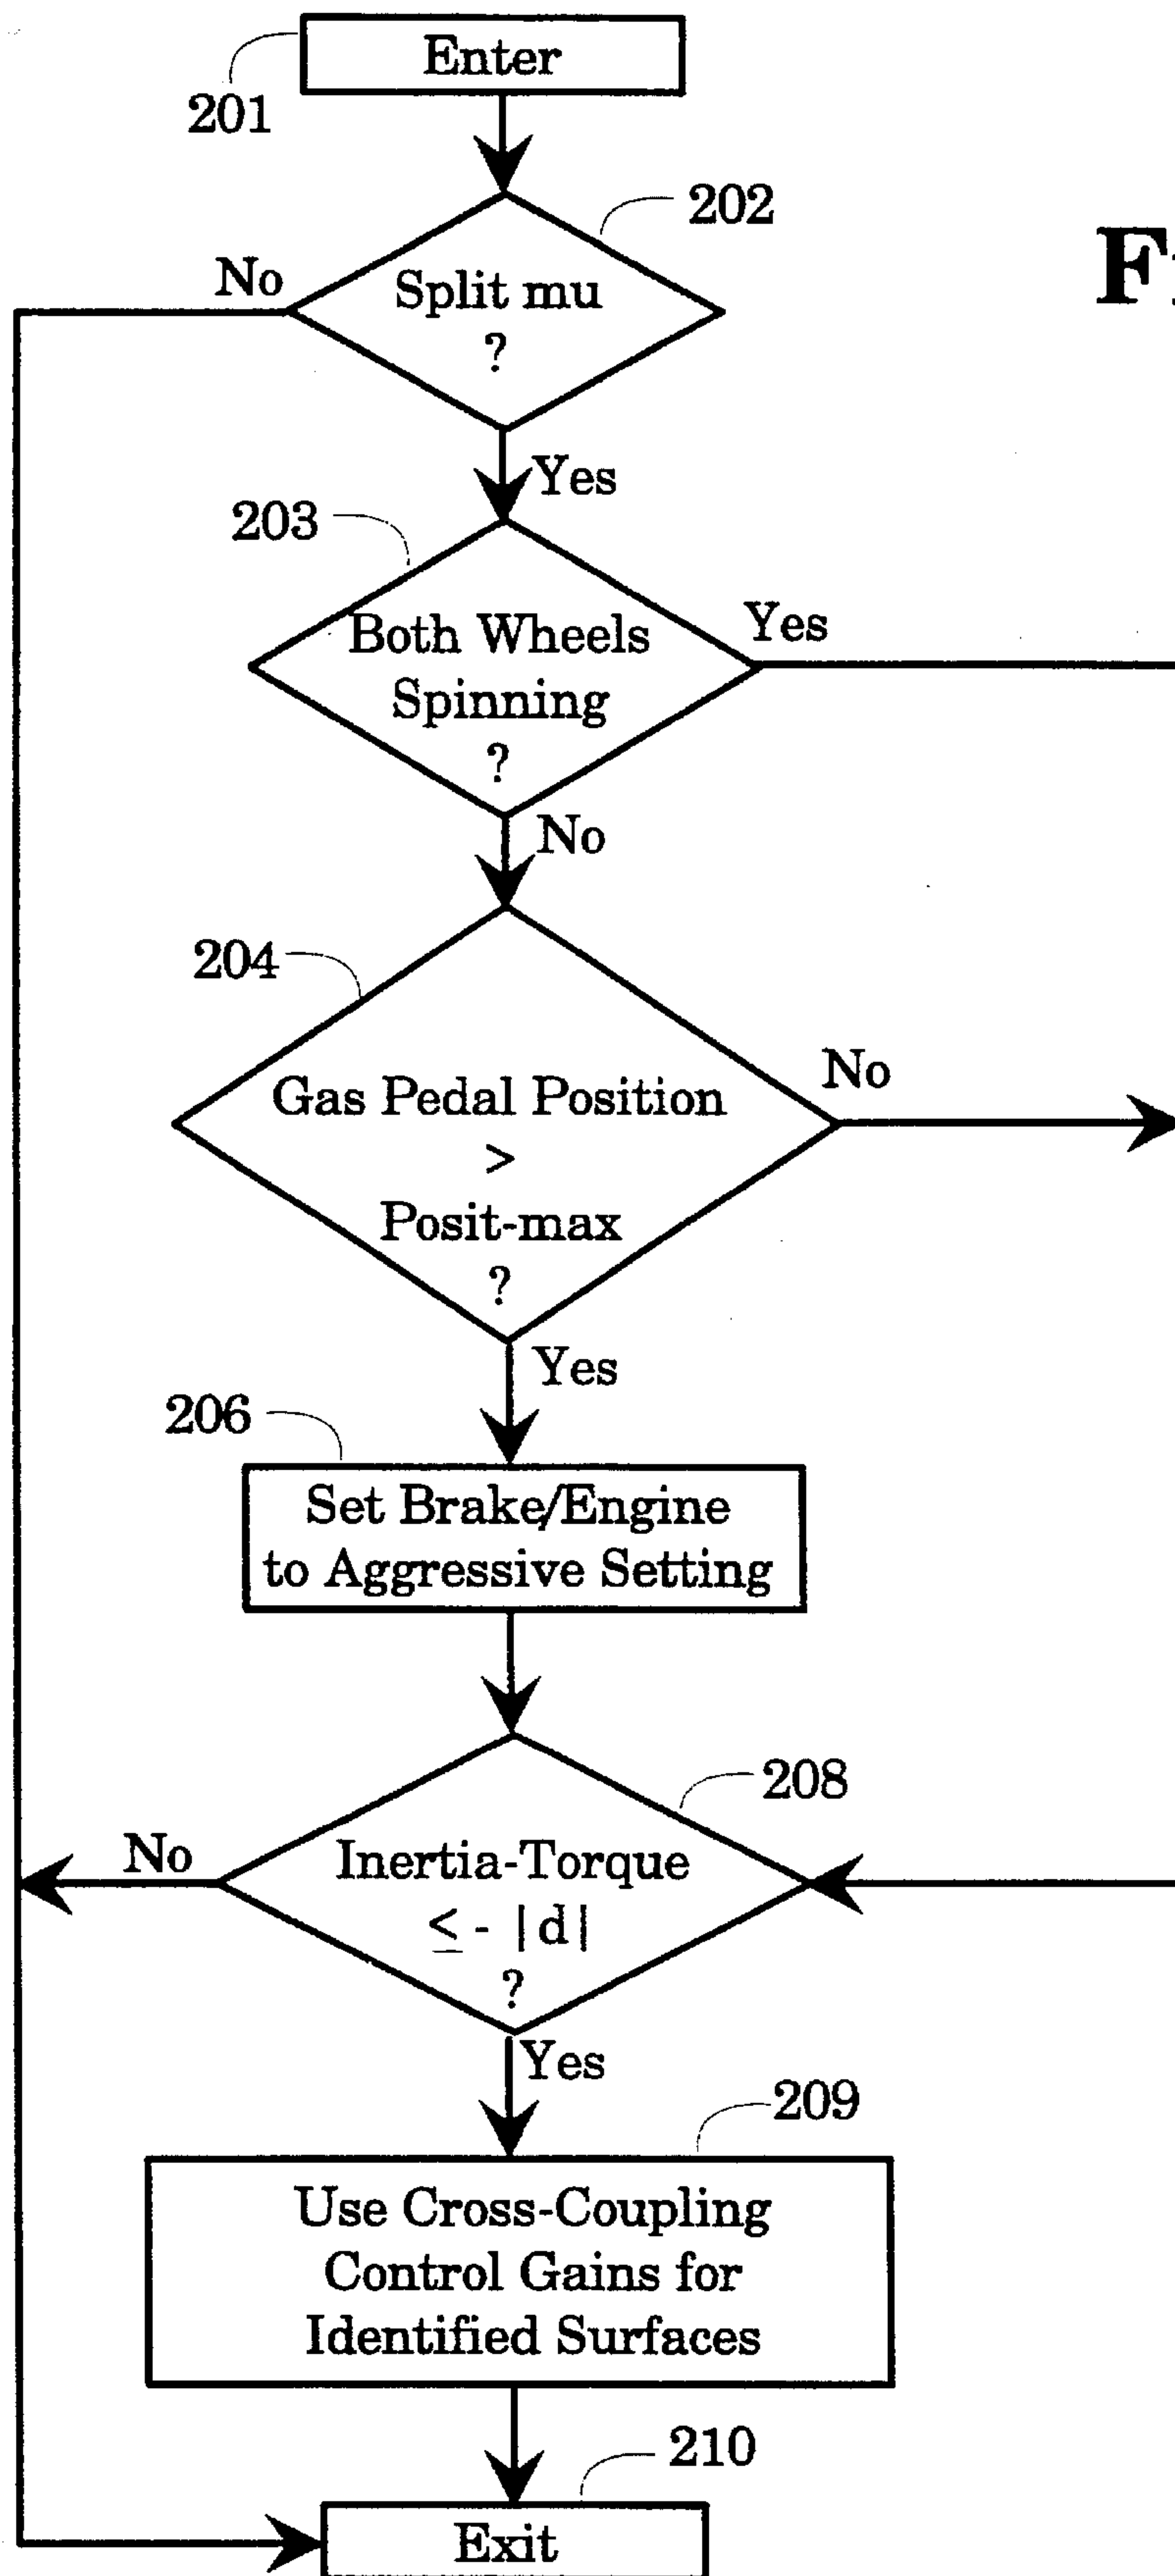 Enter
201
202
No
Split mu
?
Yes
203
Both Wheels
Spinning
?
Yes
No
204
Gas Pedal Position
>
Posit-max
?
No
Yes
206
Set Brake/Engine
to Aggressive Setting
208
No
Inertia-Torque
≤ - |d|
?
Yes
209
Use Cross-Coupling
Control Gains for
Identified Surfaces
210
Exit